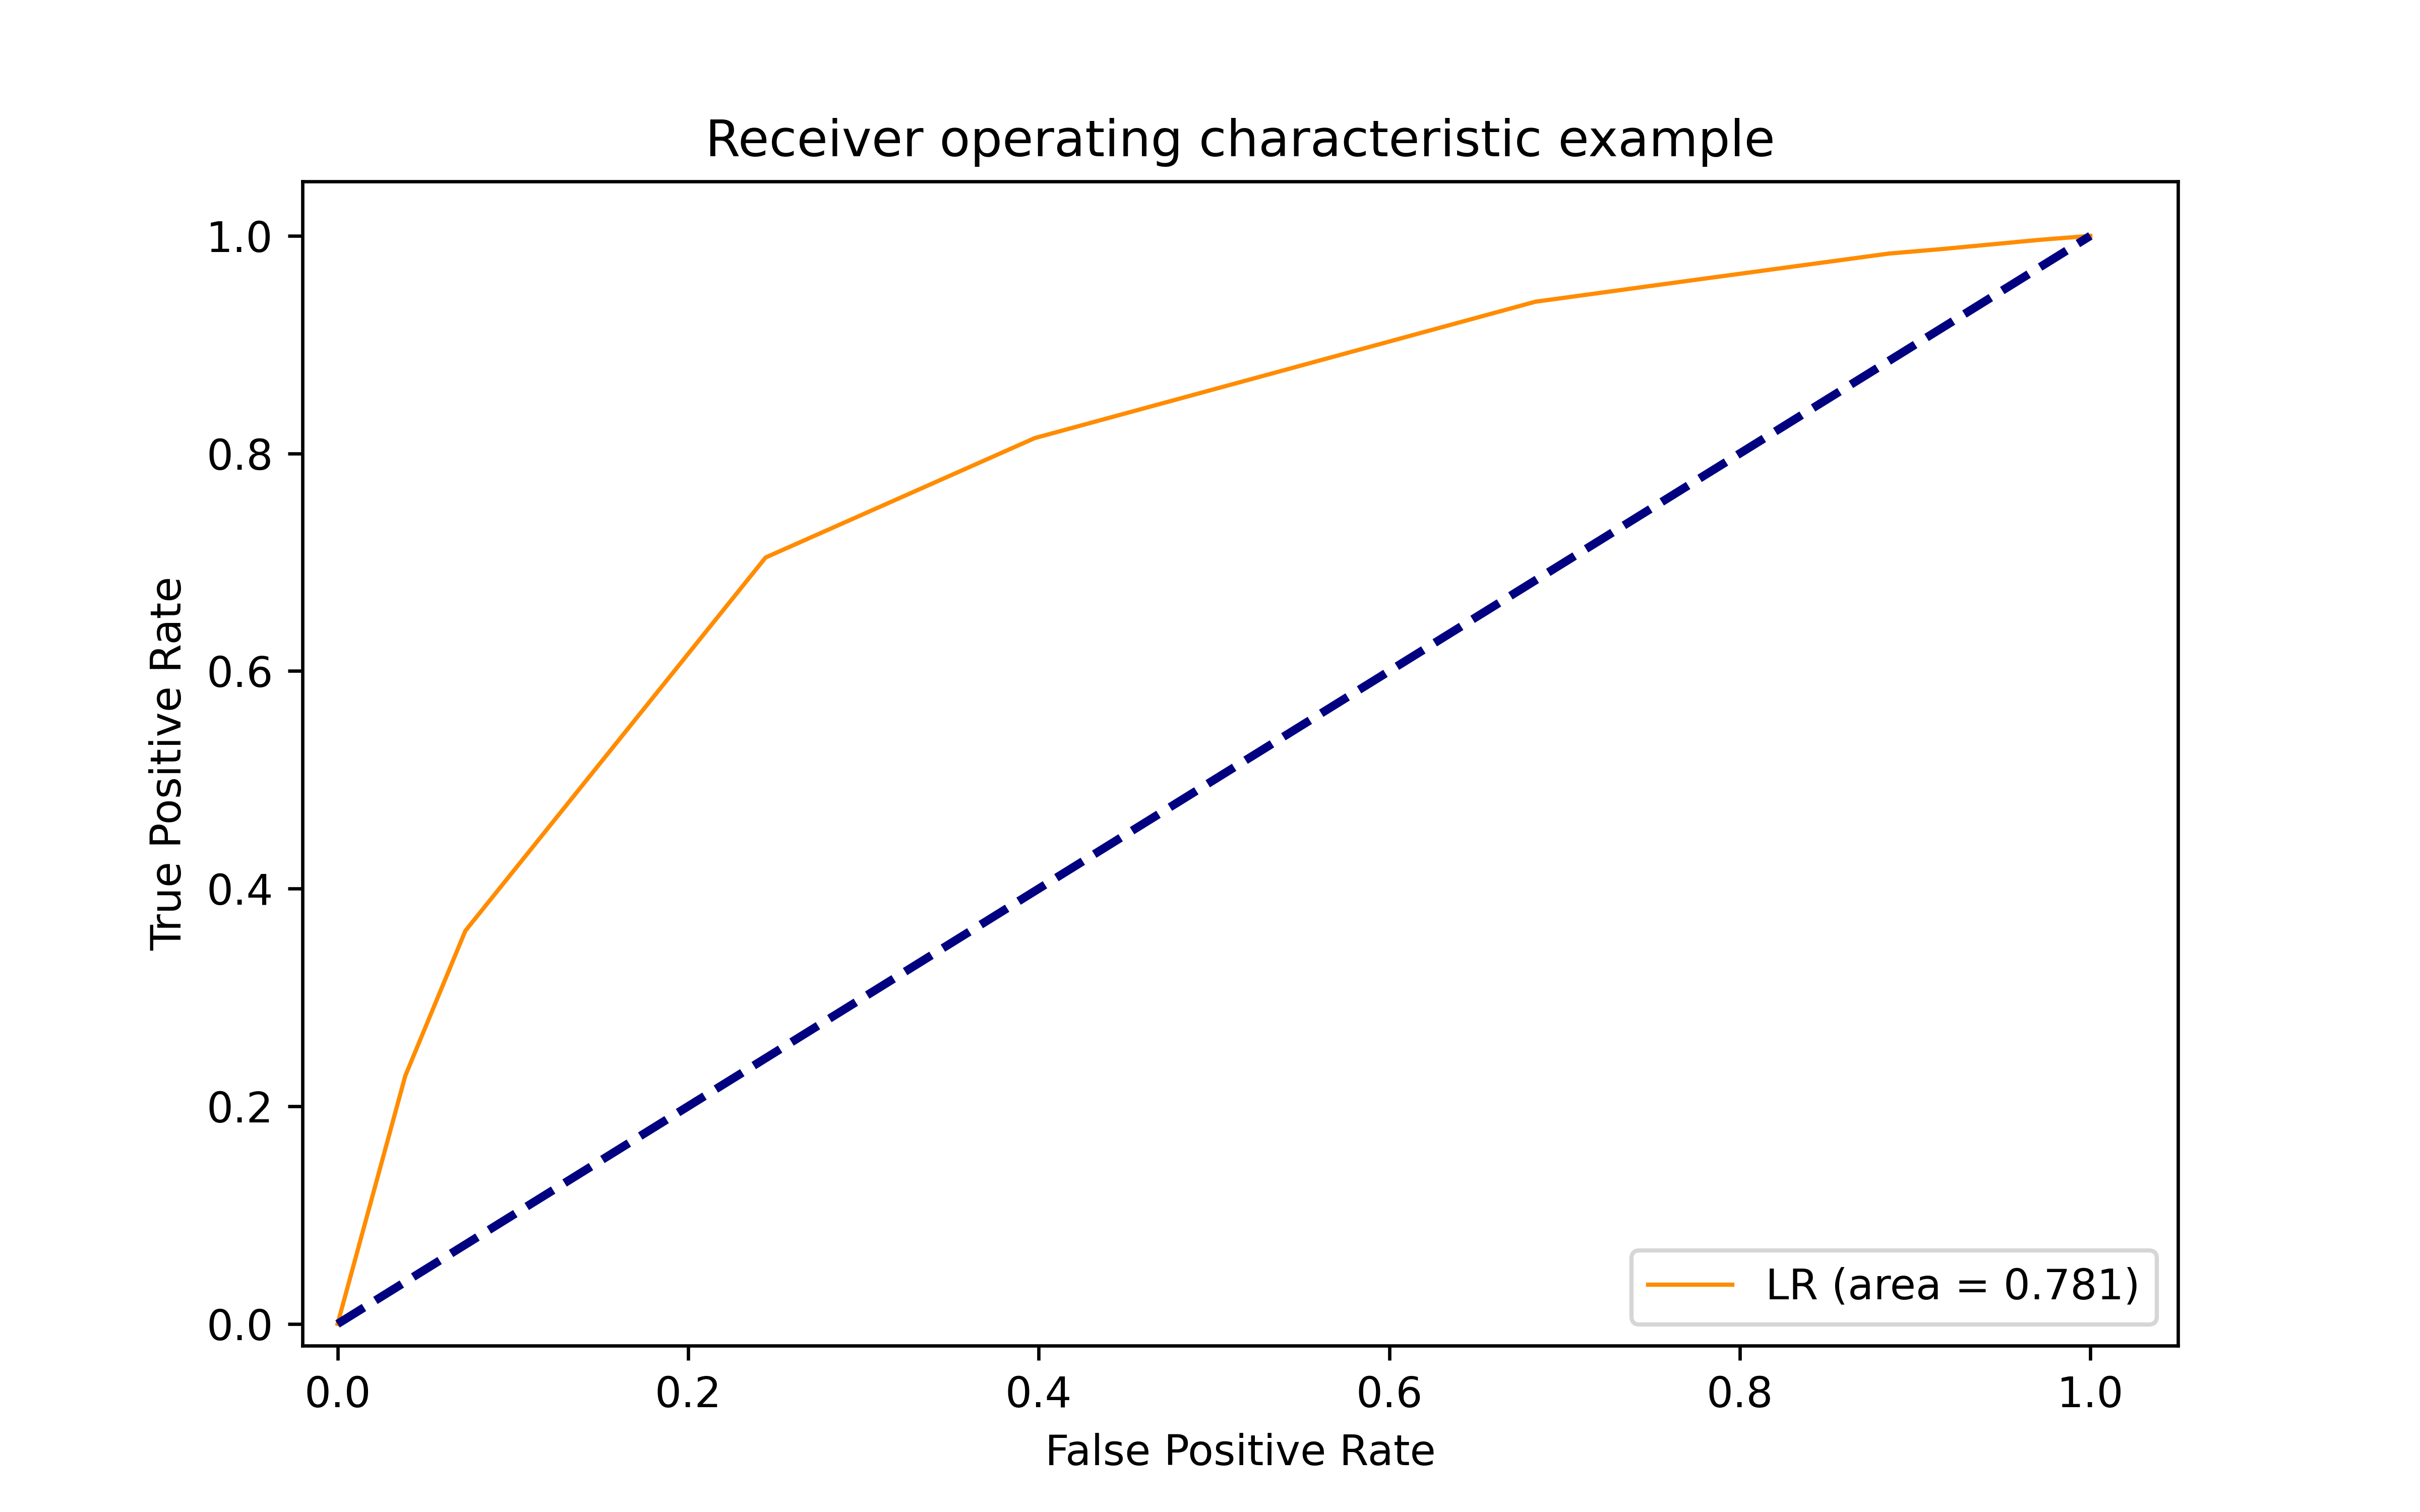 Receiver operating characteristic example
1.0
0.8
0.6
0.4
0.2
0.0
True Positive Rate
LR (area = 0.781)
0.0 0.2 0.4 0.6 0.8 1.0
False Positive Rate